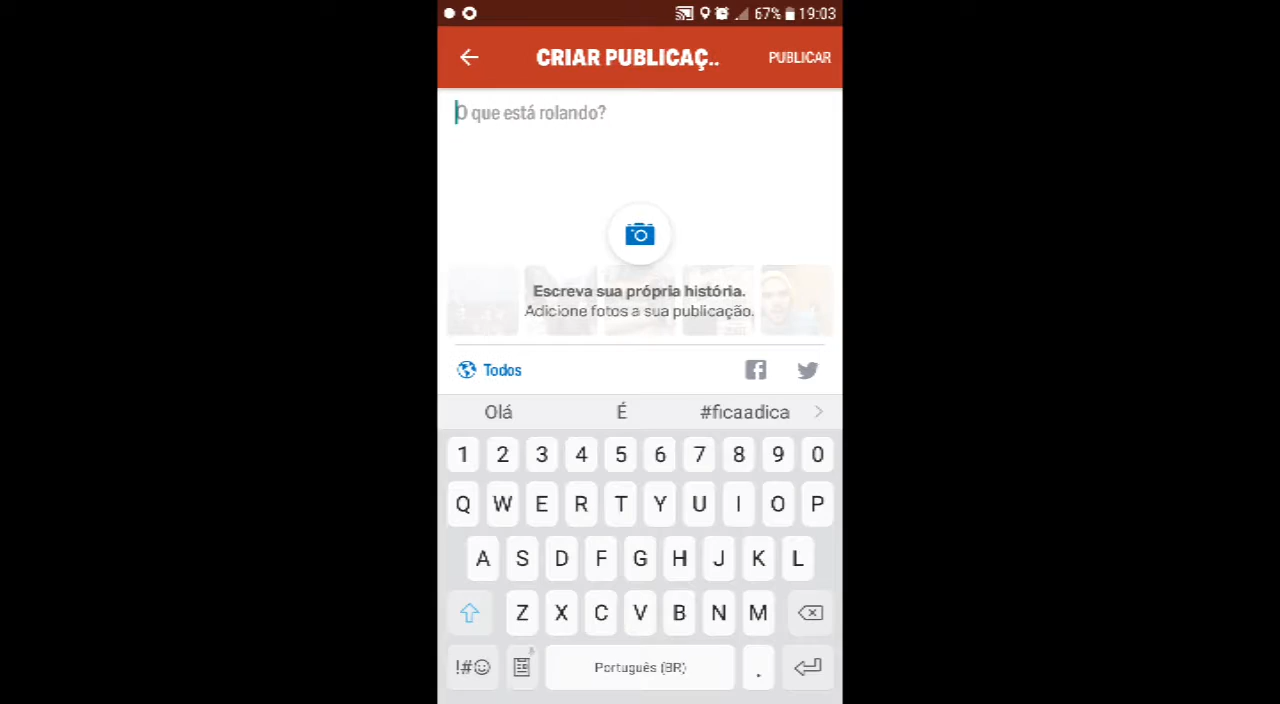 67% 19:03
CRIAR PUBLICAÇ.. PUBLICAR
O que está rolando?
Escreva sua própria história.
Adicione fotos a sua publicação.
Todos
Olá É #ficaadica
1 2 3 4 5 6 7 8 9 0
Q W E R T Y U I O P
A S D F G H J K L
Z X C V B N M
!#☺ Português (BR) .